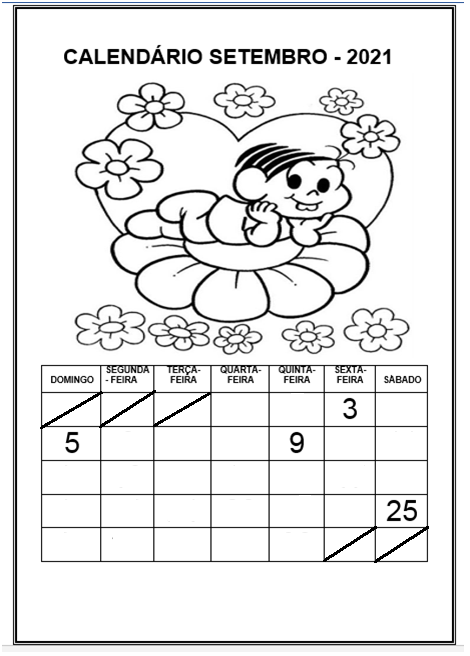 CALENDÁRIO SETEMBRO - 2021
DOMINGO SEGUNDA - FEIRA TERÇA-FEIRA QUARTA-FEIRA QUINTA-FEIRA SEXTA-FEIRA SÁBADO
3
5 9
25